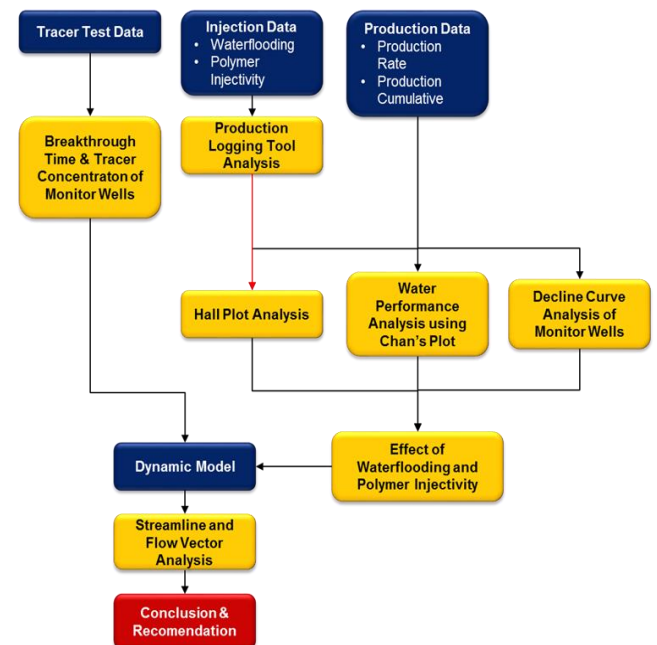 Tracer Test Data
Injection Data
• Waterflooding
• Polymer
Injectivity
Production Data
• Production
Rate
• Production
Cumulative
Breakthrough
Time & Tracer
Concentraton of
Monitor Wells
Production
Logging Tool
Analysis
Hall Plot Analysis
Water
Performance
Analysis using
Chan's Plot
Decline Curve
Analysis of
Monitor Wells
Dynamic Model
Effect of
Waterflooding and
Polymer Injectivity
Streamline and
Flow Vector
Analysis
Conclusion &
Recomendation